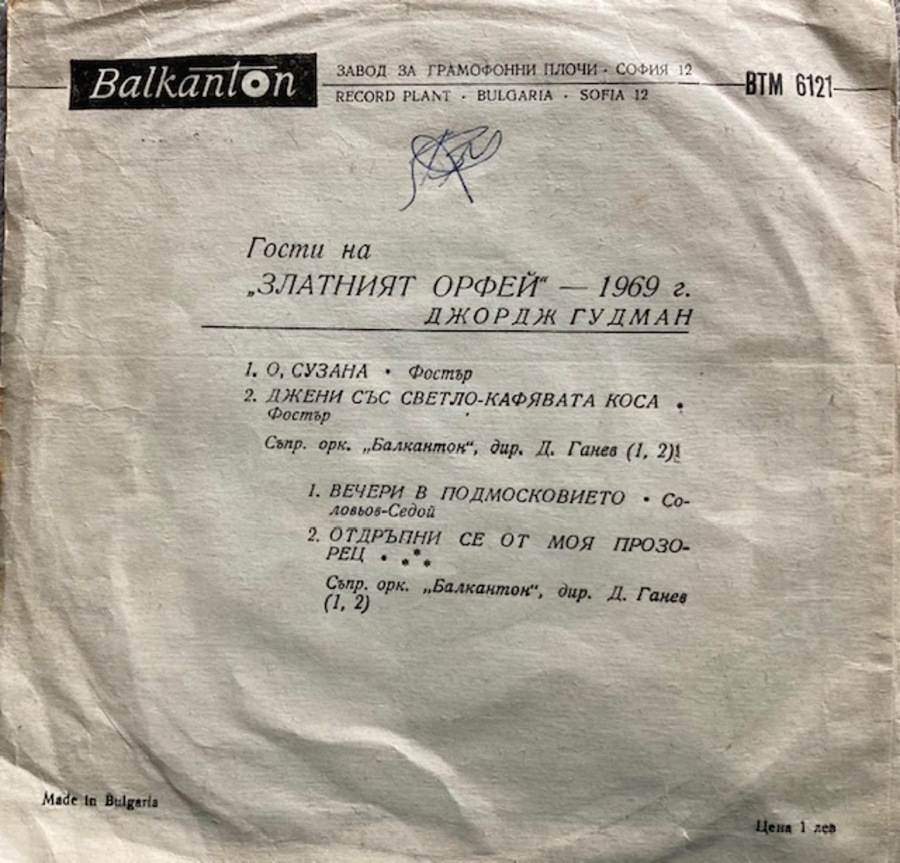 Balkanton
ЗАВОД ЗА ГРАМОФОННИ ПЛОЧИ · СОФИЯ 12
RECORD PLANT · BULGARIA · SOFIA 12
ВТМ 6121
Гости на
„ЗЛАТНИЯТ ОРФЕЙ“ — 1969 г.
ДЖОРДЖ ГУДМАН
1. О, СУЗАНА • Фостър
2. ДЖЕНИ СЪС СВЕТЛО-КАФЯВАТА КОСА •
Фостър
Съпр. орк. „Балкантон“, дир. Д. Ганев (1, 2)
1. ВЕЧЕРИ В ПОДМОСКОВИЕТО • Со-
ловьов-Седой
2. ОТДРЪПНИ СЕ ОТ МОЯ ПРОЗО-
РЕЦ • ***
Съпр. орк. „Балкантон“, дир. Д. Ганев
(1, 2)
Made in Bulgaria
Цена 1 лев